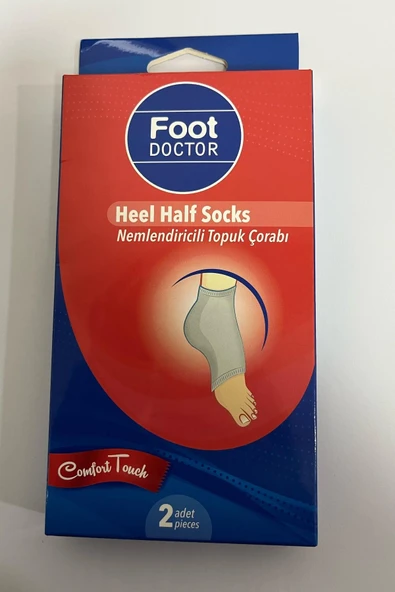 Foot
DOCTOR
Heel Half Socks
Nemlendiricili Topuk Çorabı
Comfort Touch
2 adet
pieces